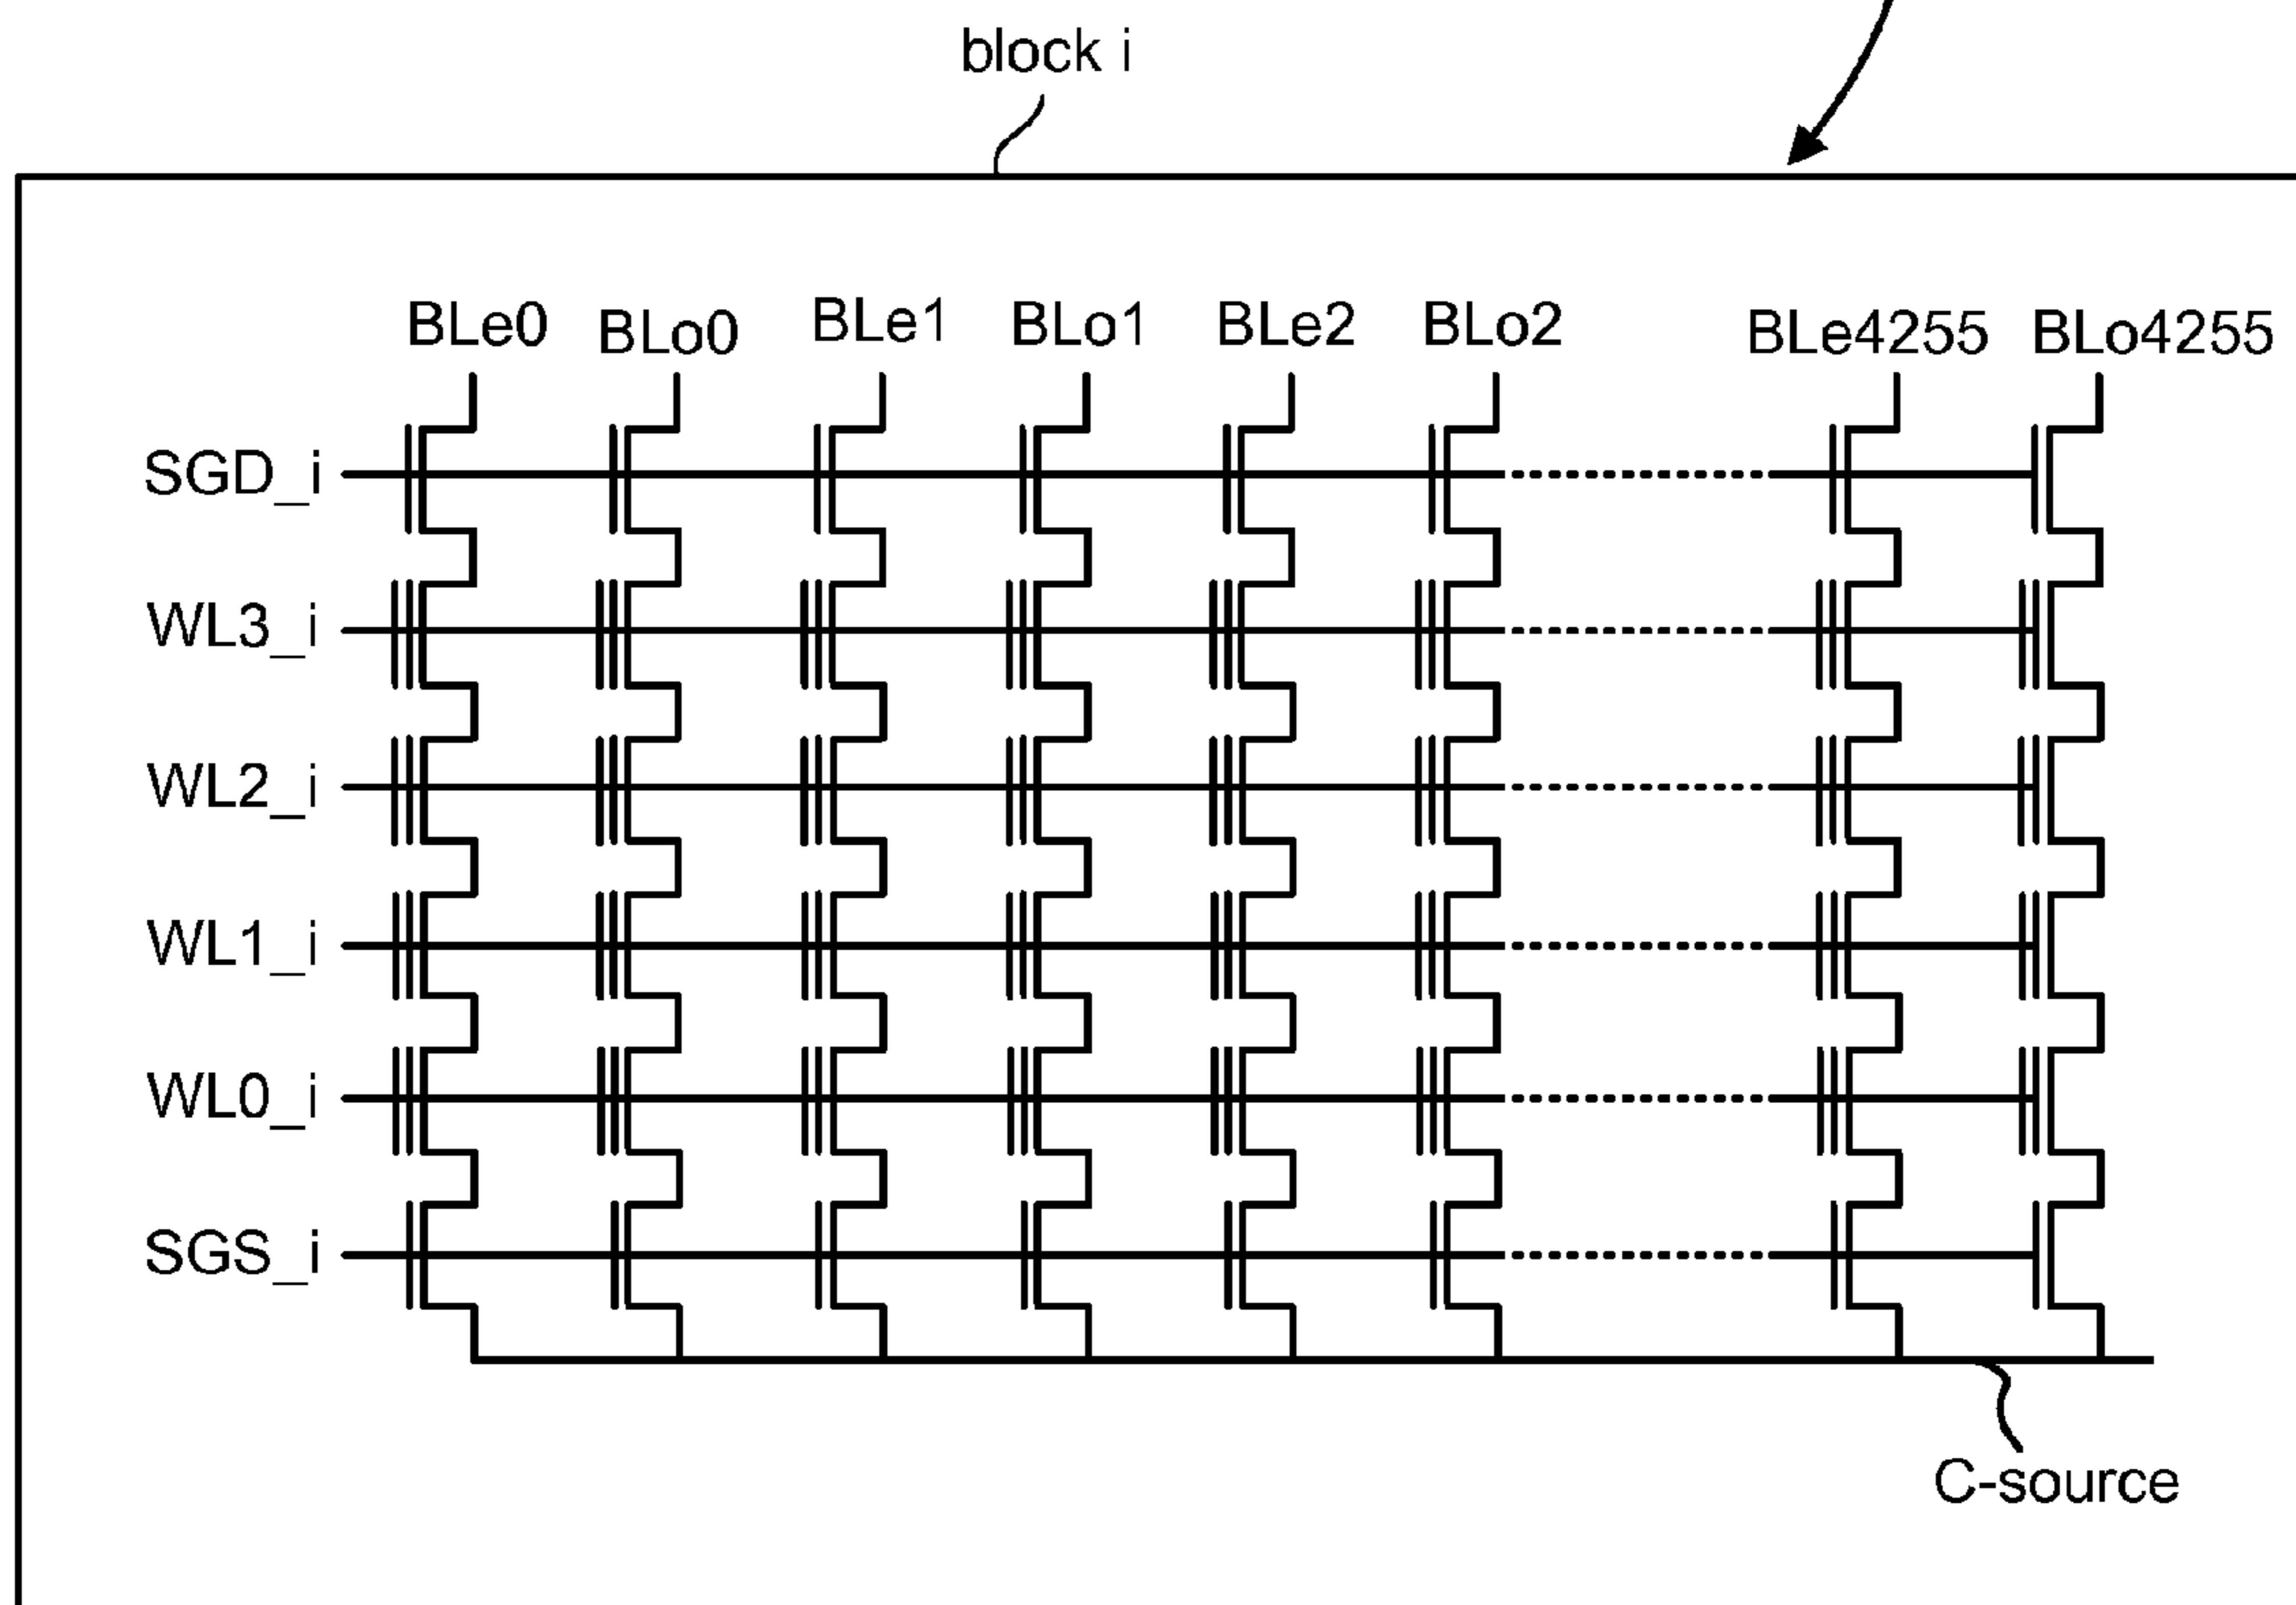 block i
BLe0 BLo0 BLe1 BLo1 BLe2 BLo2 BLe4255 BLo4255
SGD_i
WL3_i
WL2_i
WL1_i
WL0_i
SGS_i
C-source